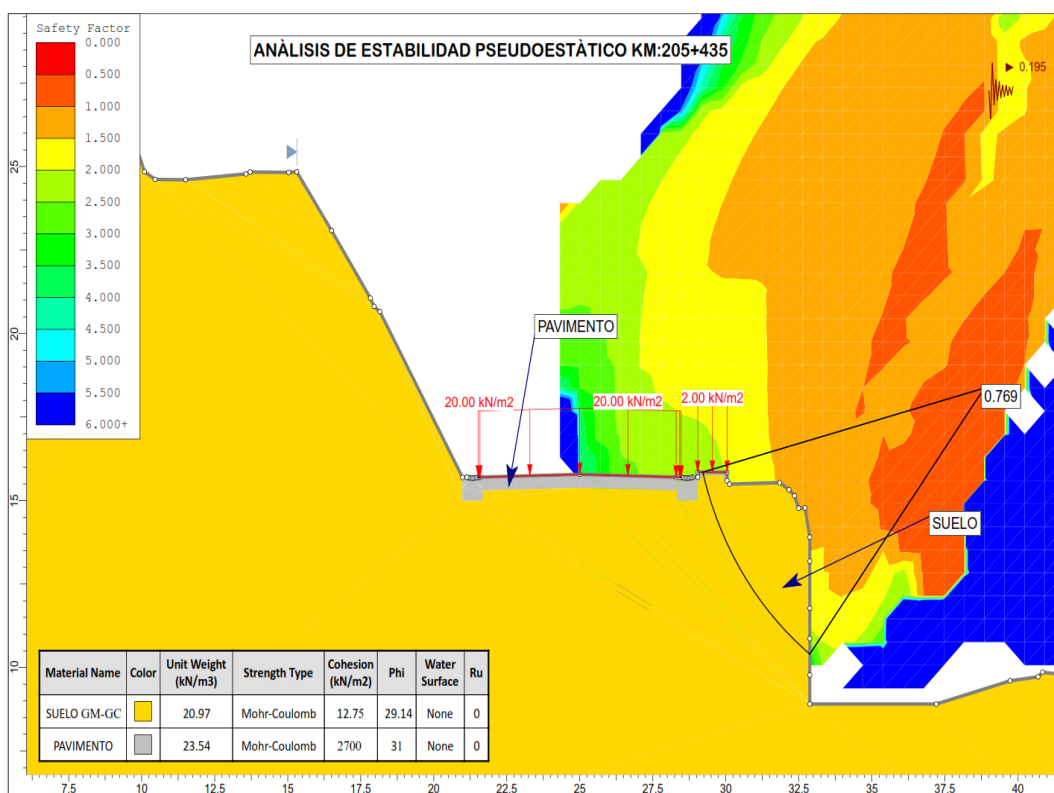 Safety Factor
0.000
0.500
1.000
1.500
2.000
2.500
3.000
3.500
4.000
4.500
5.000
5.500
6.000+
ANÀLISIS DE ESTABILIDAD PSEUDOESTÀTICO KM:205+435
0.195
25
20
15
10
PAVIMENTO
20.00 kN/m2
20.00 kN/m2
2.00 kN/m2
0.769
SUELO
Material Name Color Unit Weight (kN/m3) Strength Type Cohesion (kN/m2) Phi Water Surface Ru
SUELO GM-GC 20.97 Mohr-Coulomb 12.75 29.14 None 0
PAVIMENTO 23.54 Mohr-Coulomb 2700 31 None 0
7.5 10 12.5 15 17.5 20 22.5 25 27.5 30 32.5 35 37.5 40